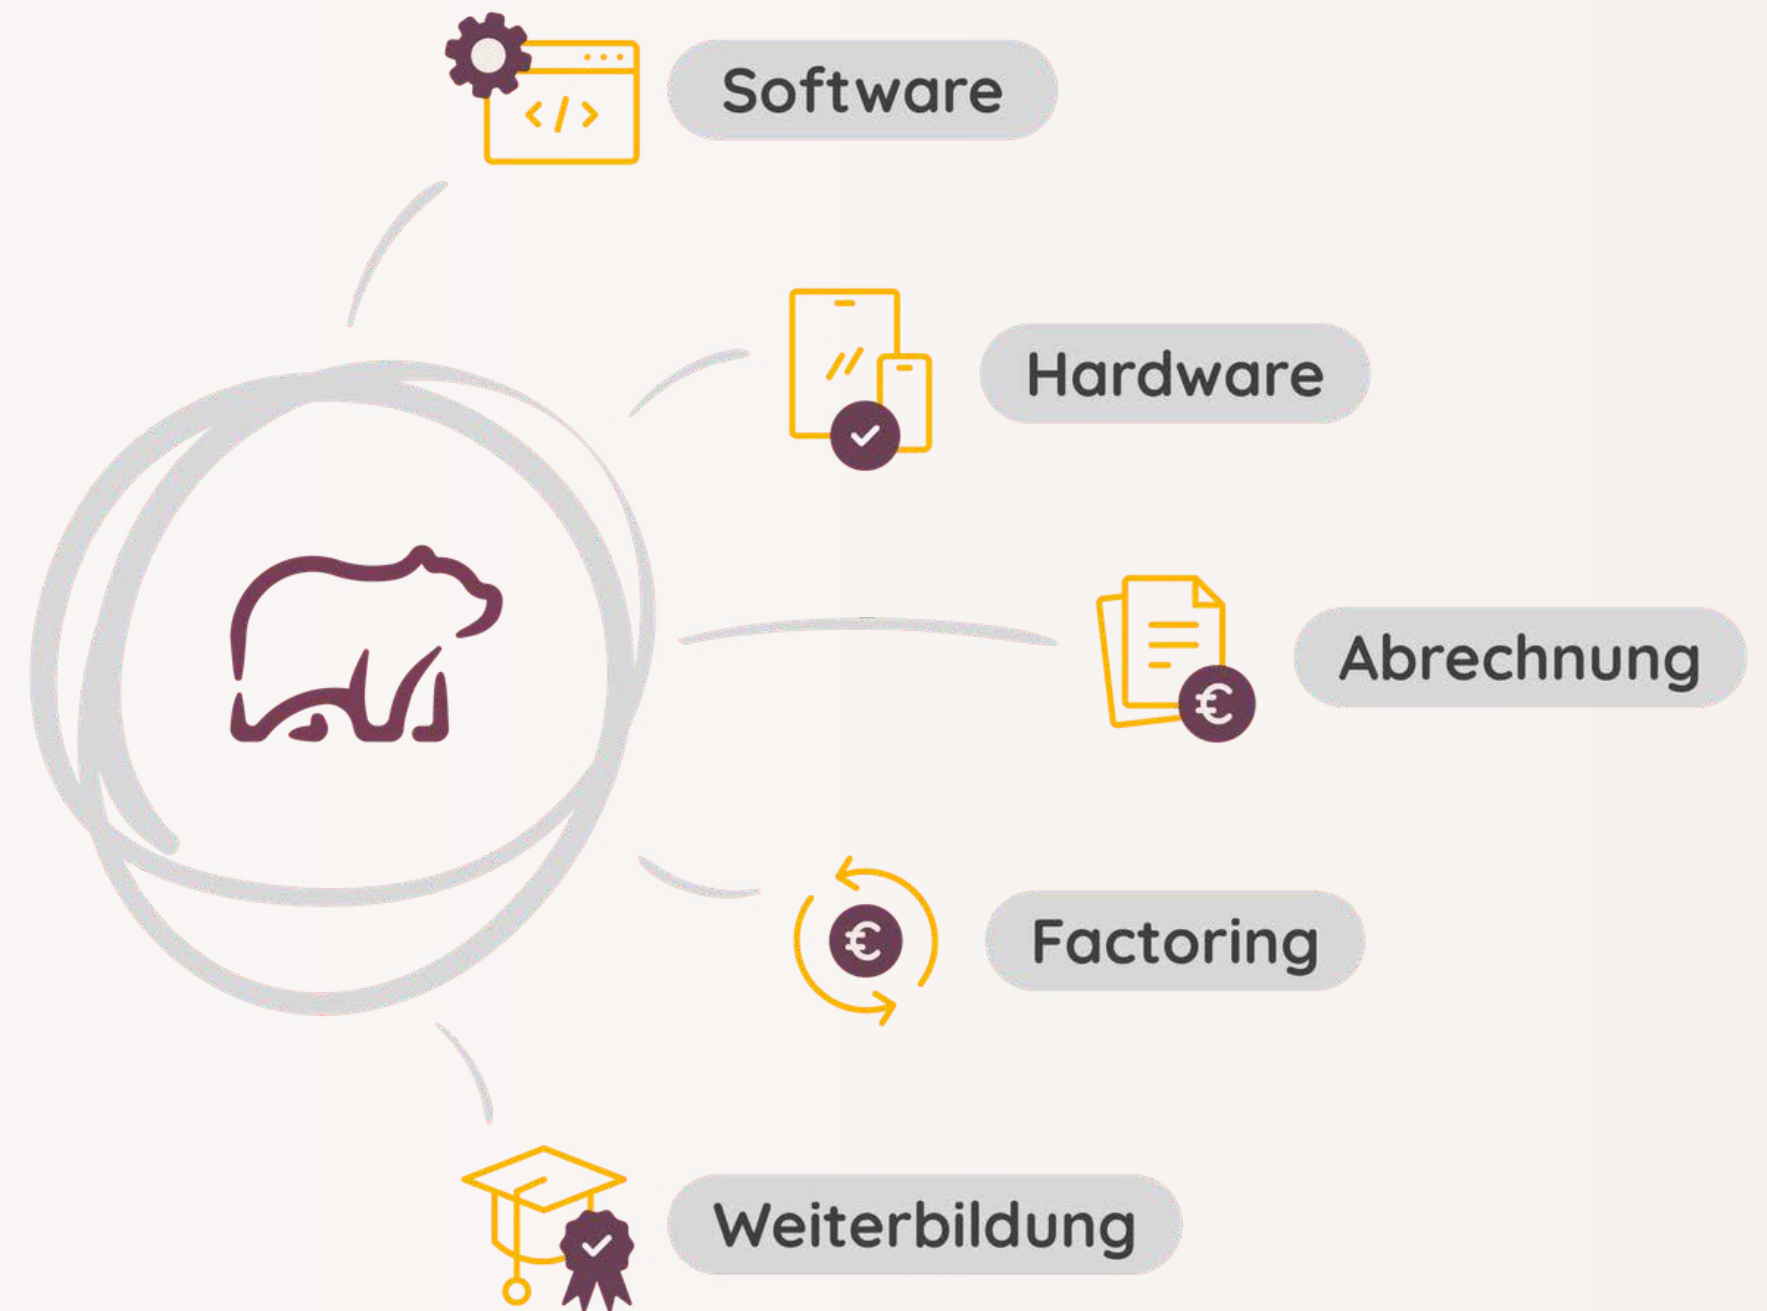 Software
</>
Hardware
Abrechnung
€
Factoring
€
Weiterbildung